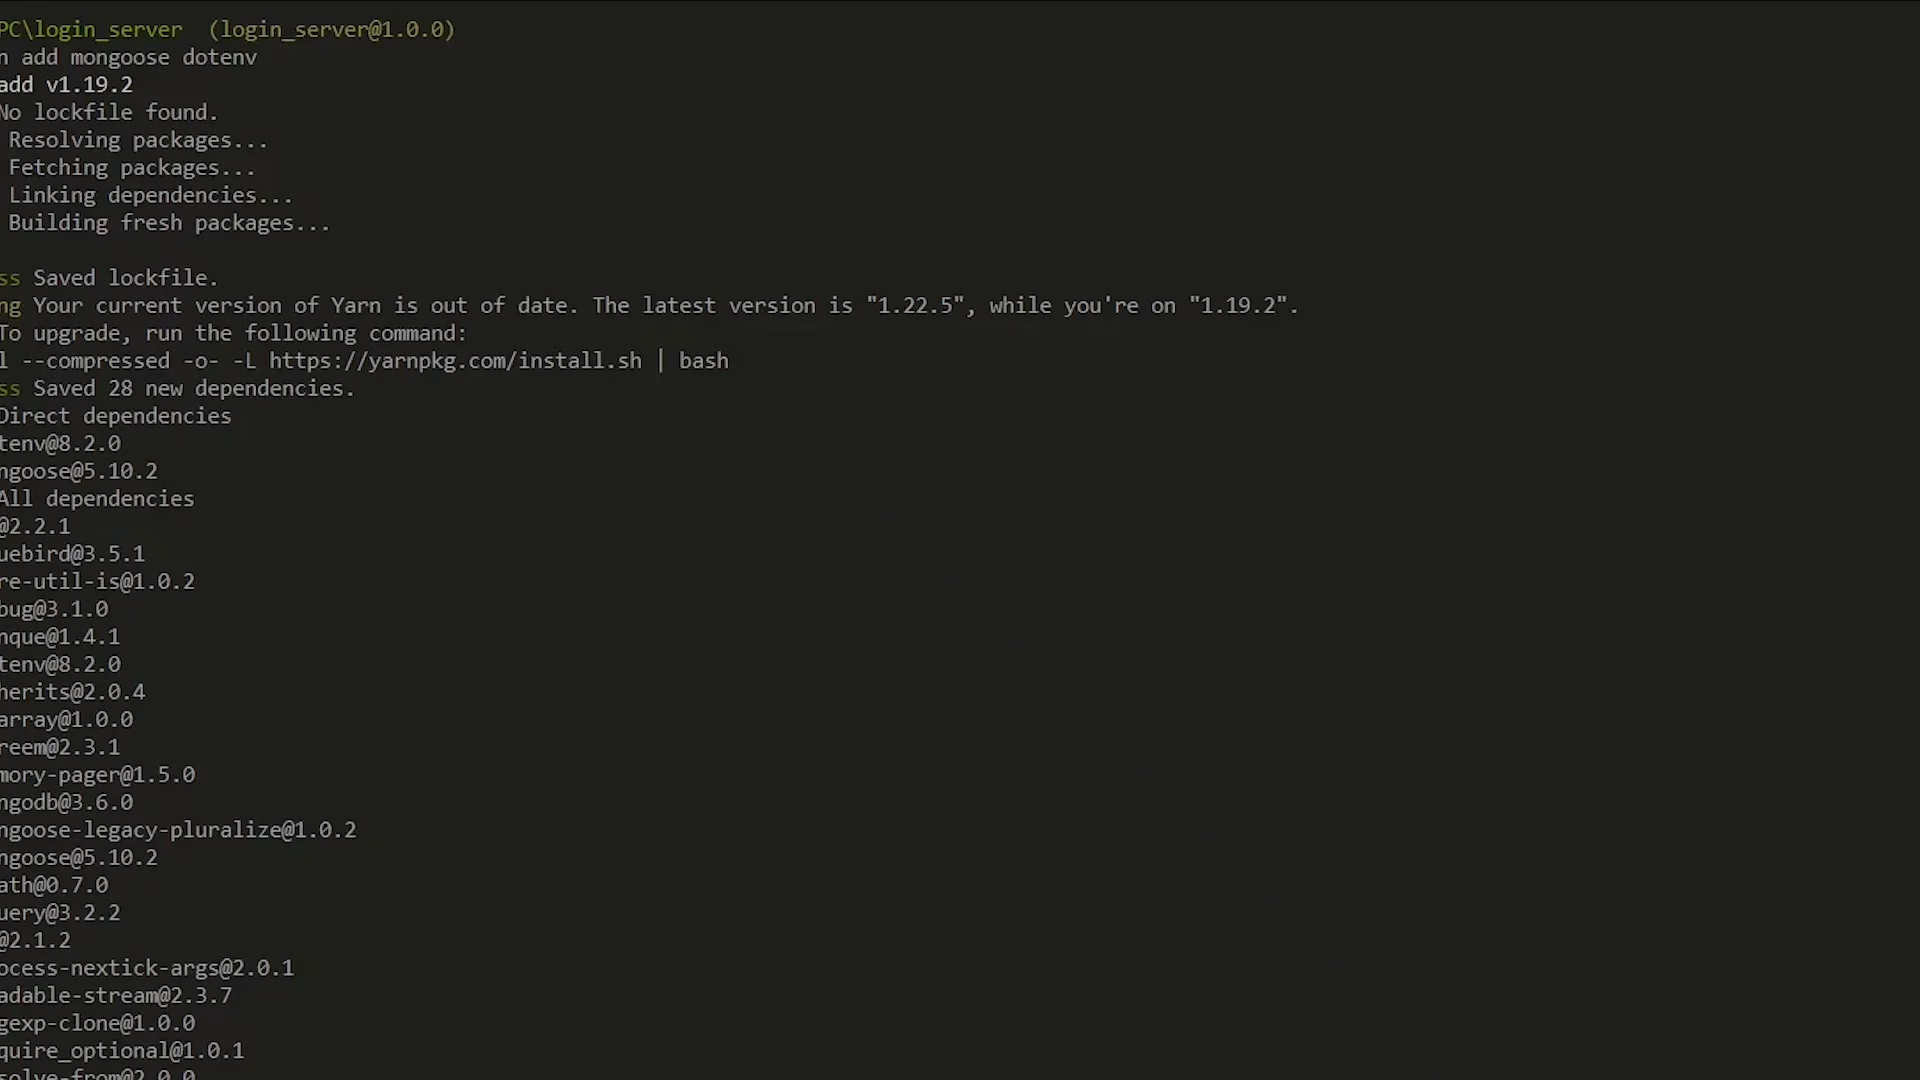 PC\login_server (login_server@1.0.0)
n add mongoose dotenv
add v1.19.2
No lockfile found.
Resolving packages...
Fetching packages...
Linking dependencies...
Building fresh packages...
ss Saved lockfile.
ng Your current version of Yarn is out of date. The latest version is "1.22.5", while you're on "1.19.2".
To upgrade, run the following command:
l --compressed -o- -L https://yarnpkg.com/install.sh | bash
ss Saved 28 new dependencies.
Direct dependencies
tenv@8.2.0
ngoose@5.10.2
All dependencies
@2.2.1
uebird@3.5.1
re-util-is@1.0.2
bug@3.1.0
nque@1.4.1
tenv@8.2.0
herits@2.0.4
array@1.0.0
reem@2.3.1
mory-pager@1.5.0
ngodb@3.6.0
ngoose-legacy-pluralize@1.0.2
ngoose@5.10.2
ath@0.7.0
uery@3.2.2
@2.1.2
ocess-nextick-args@2.0.1
adable-stream@2.3.7
gexp-clone@1.0.0
quire_optional@1.0.1
solve-from@2.0.0